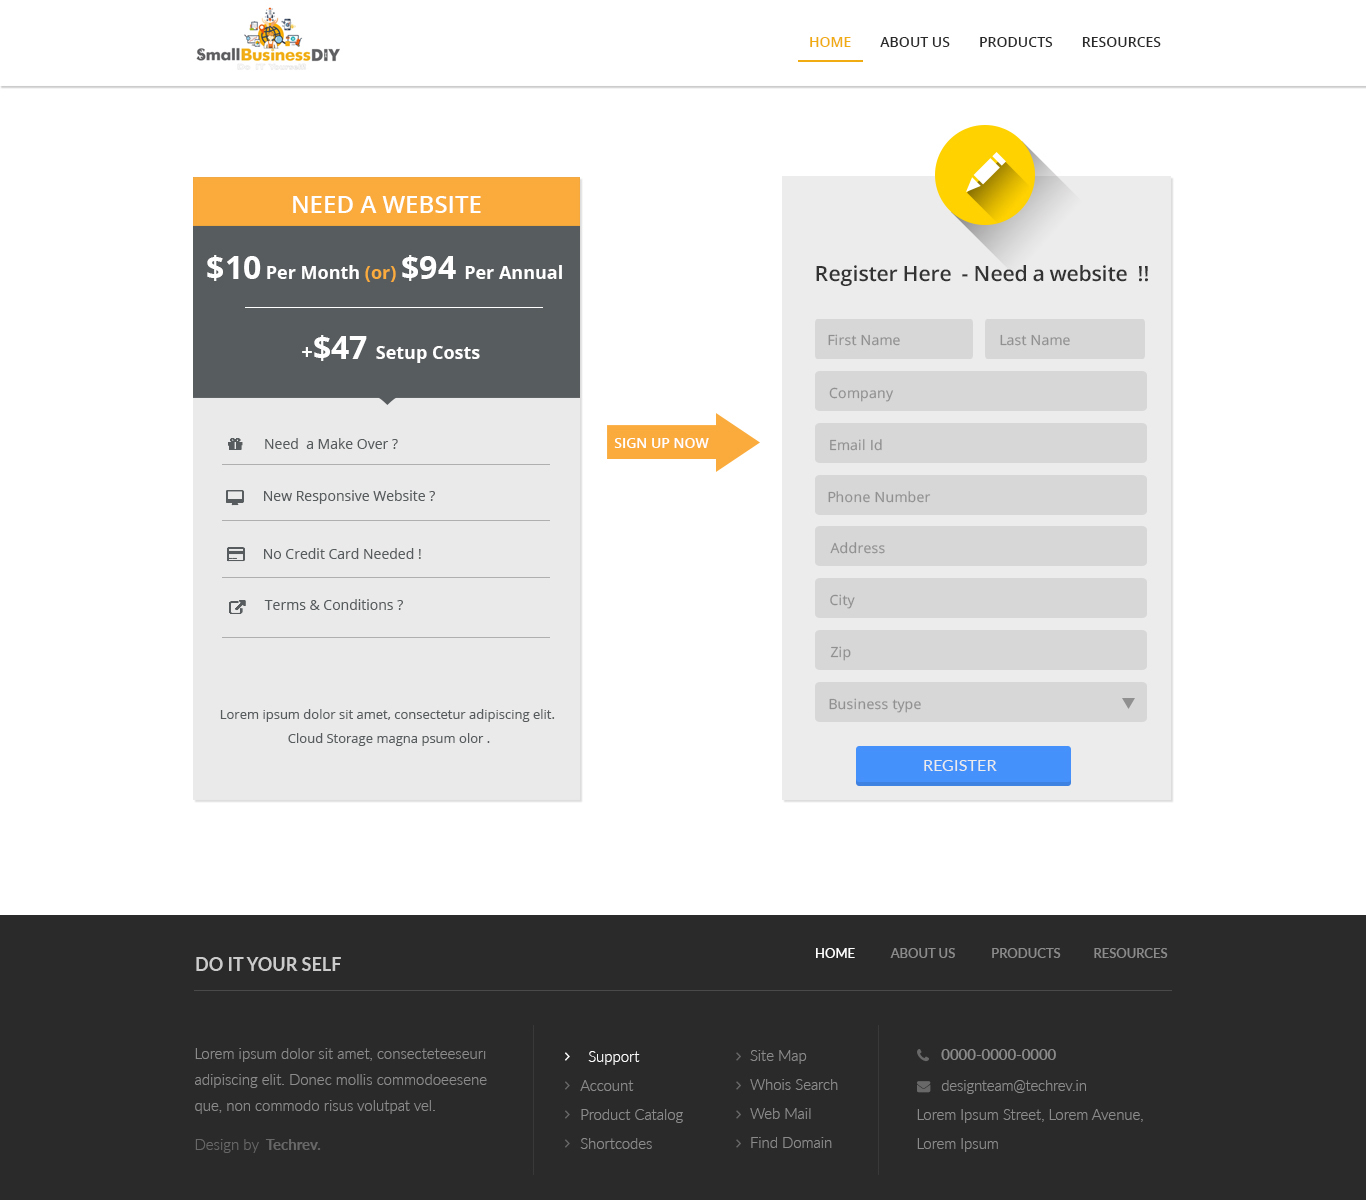 SmallBusinessDIY
Do IT Yourself!
HOME ABOUT US PRODUCTS RESOURCES
NEED A WEBSITE
$10 Per Month (or) $94 Per Annual
+$47 Setup Costs
Need a Make Over ?
New Responsive Website ?
No Credit Card Needed !
Terms & Conditions ?
Lorem ipsum dolor sit amet, consectetur adipiscing elit.
Cloud Storage magna psum olor .
SIGN UP NOW
Register Here - Need a website !!
First Name Last Name
Company
Email Id
Phone Number
Address
City
Zip
Business type
REGISTER
DO IT YOUR SELF
HOME ABOUT US PRODUCTS RESOURCES
Lorem ipsum dolor sit amet, consecteteeseuri
adipiscing elit. Donec mollis commodoeesene
que, non commodo risus volutpat vel.
Design by Techrev.
Support
Account
Product Catalog
Shortcodes
Site Map
Whois Search
Web Mail
Find Domain
0000-0000-0000
designteam@techrev.in
Lorem Ipsum Street, Lorem Avenue,
Lorem Ipsum